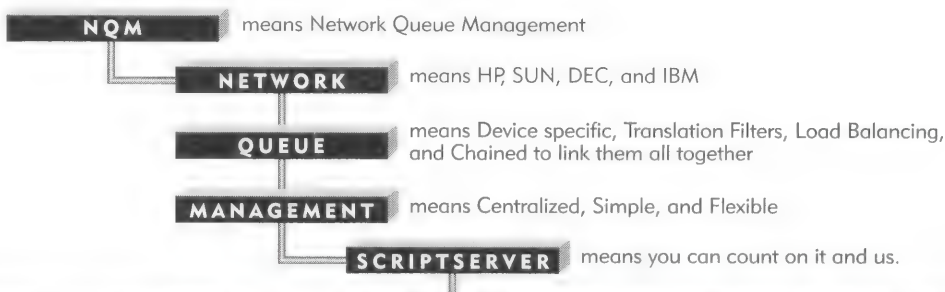 NQM means Network Queue Management
NETWORK means HP, SUN, DEC, and IBM
QUEUE means Device specific, Translation Filters, Load Balancing,
and Chained to link them all together
MANAGEMENT means Centralized, Simple, and Flexible
SCRIPTSERVER means you can count on it and us.